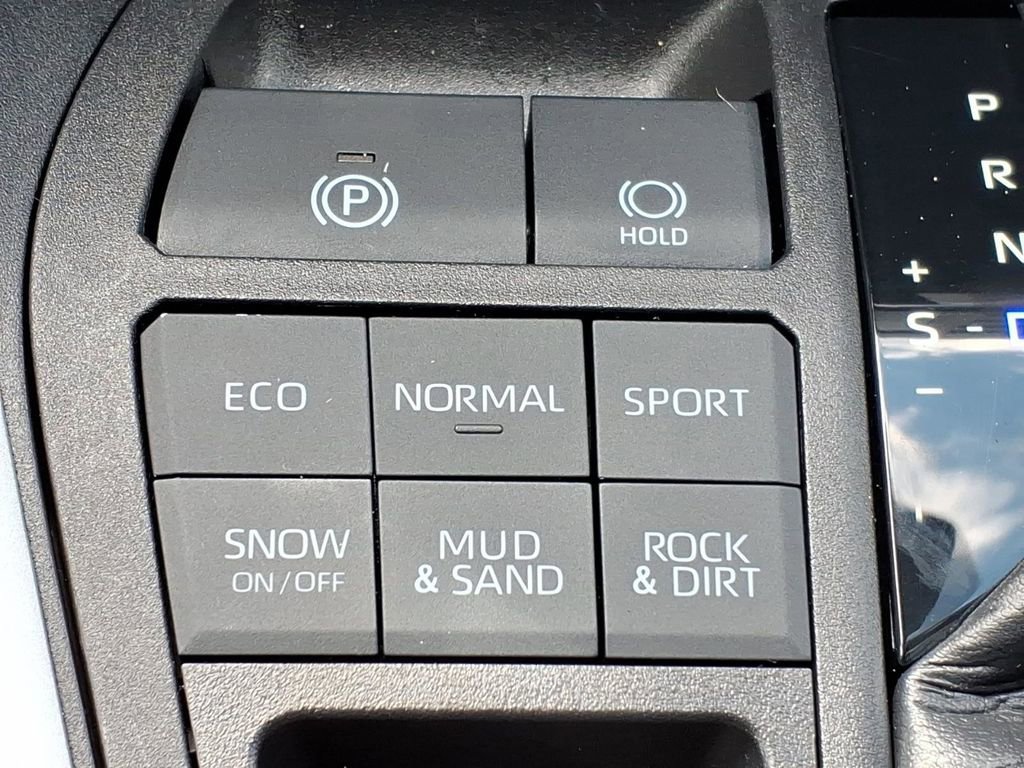 P
HOLD
ECO
NORMAL
SPORT
SNOW
ON/OFF
MUD
& SAND
ROCK
& DIRT
P
R
N
+
S - D
−